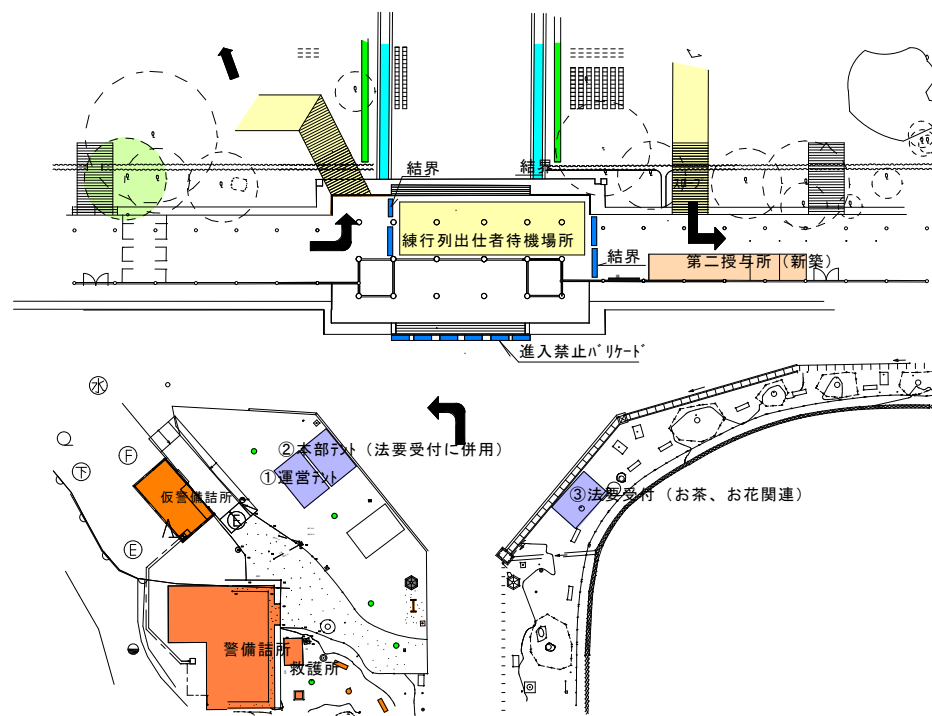 結界
結界
練行列出仕者待機場所
結界
第二授与所（新築）
進入禁止ﾊﾞﾘｹｰﾄﾞ
水
②本部ﾃﾝﾄ（法要受付に併用）
F
下
①運営ﾃﾝﾄ
仮警備詰所
③法要受付（お茶、お花関連）
E
E
警備詰所
救護所